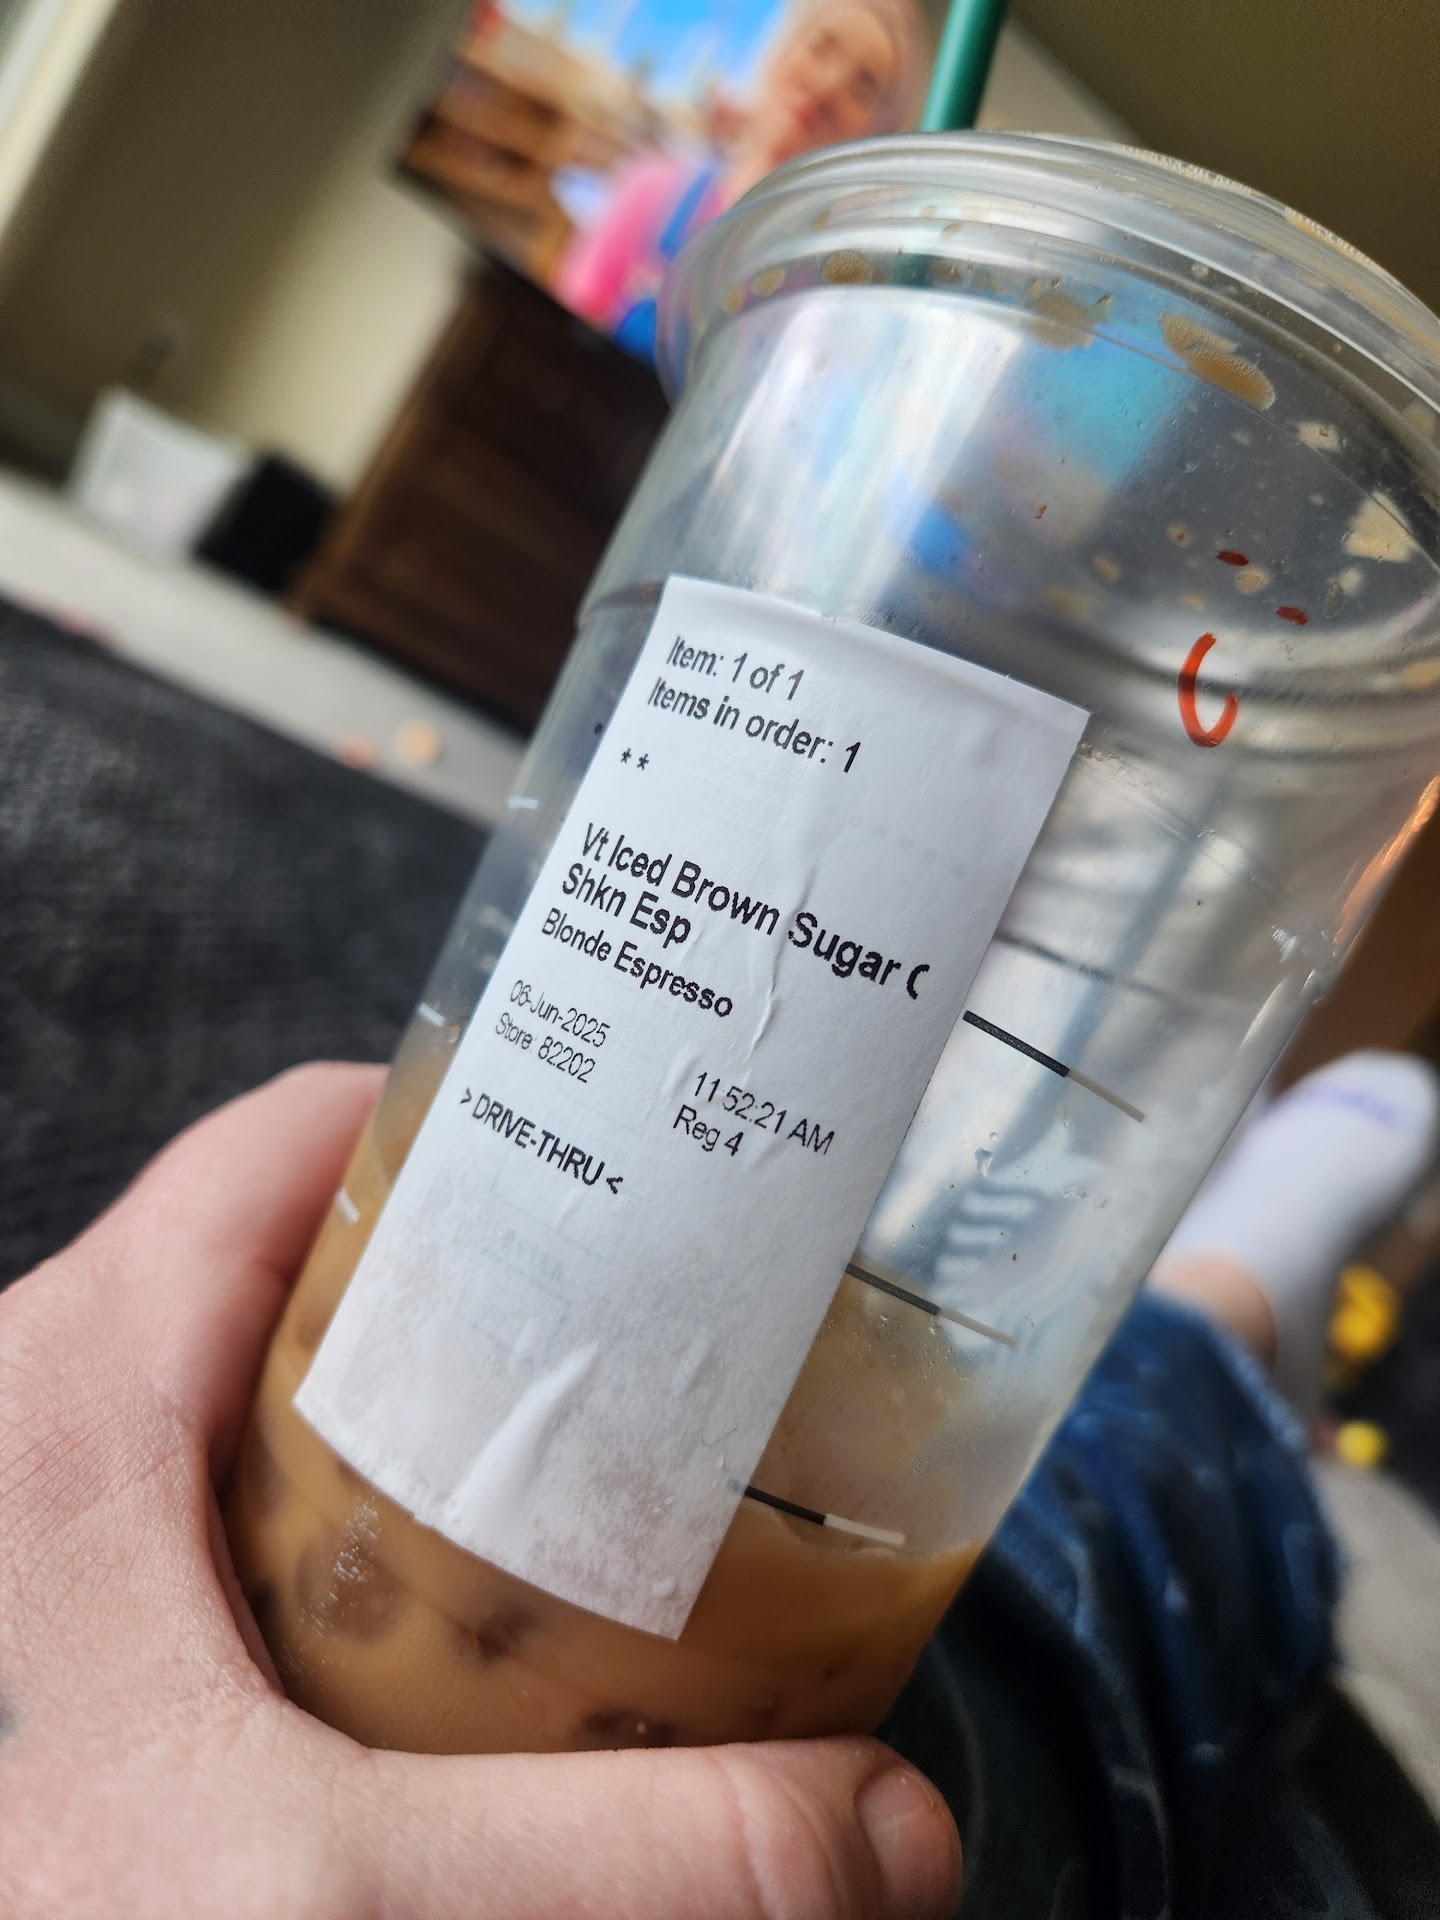 Item: 1 of 1
Items in order: 1
**
Vt Iced Brown Sugar
Shkn Esp
Blonde Espresso
06-Jun-2025 11:52:21 AM
Store: 82202 Reg 4
>DRIVE-THRU<